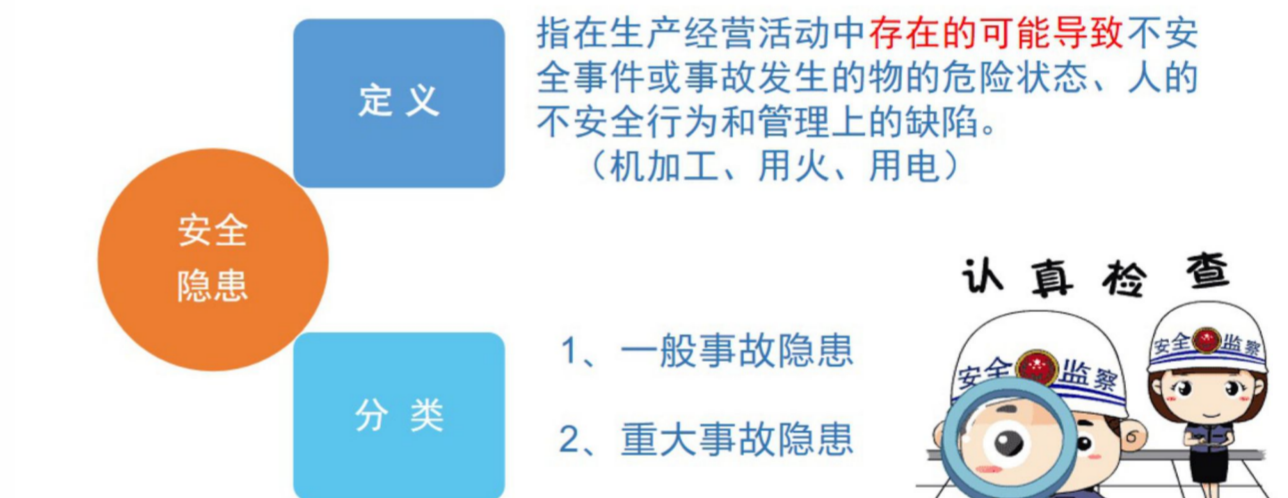 安全
隐患
定 义
指在生产经营活动中存在的可能导致不安
全事件或事故发生的物的危险状态、人的
不安全行为和管理上的缺陷。
（机加工、用火、用电）
分 类
1、一般事故隐患
2、重大事故隐患
认真检查
安全 监察
安全 监察